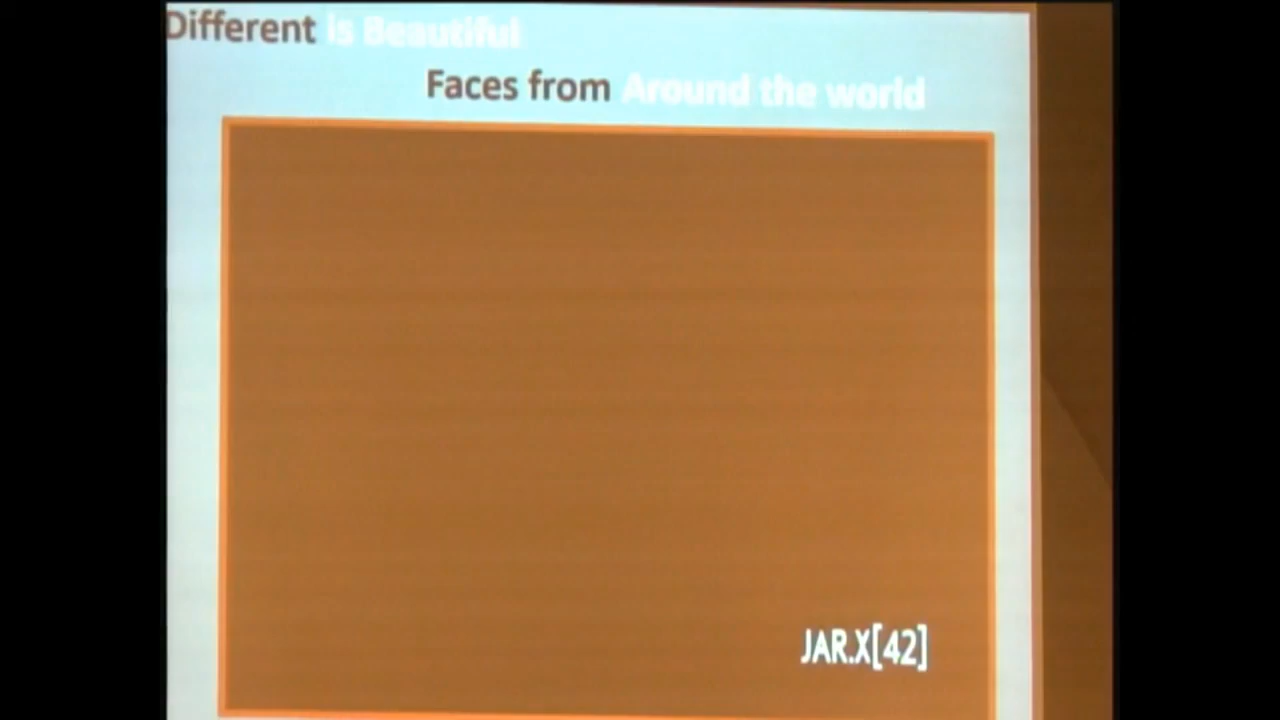 Different is Beautiful
Faces from Around the world
JAR.X[42]